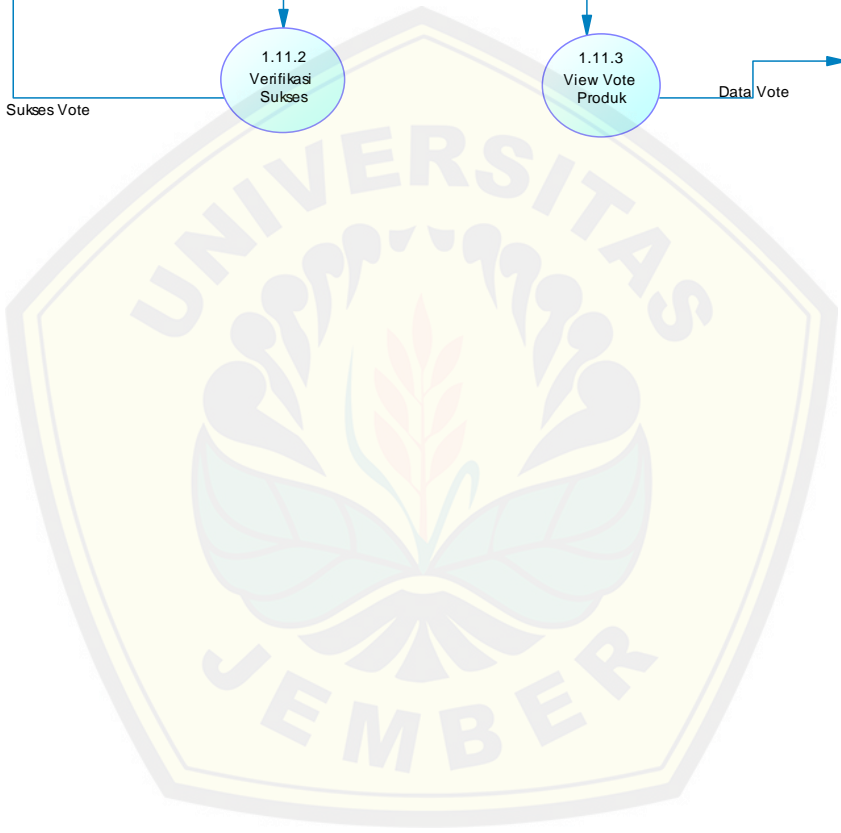 1.11.2
Verifikasi
Sukses
1.11.3
View Vote
Produk
Sukses Vote
Data Vote
UNIVERSITAS
JEMBER